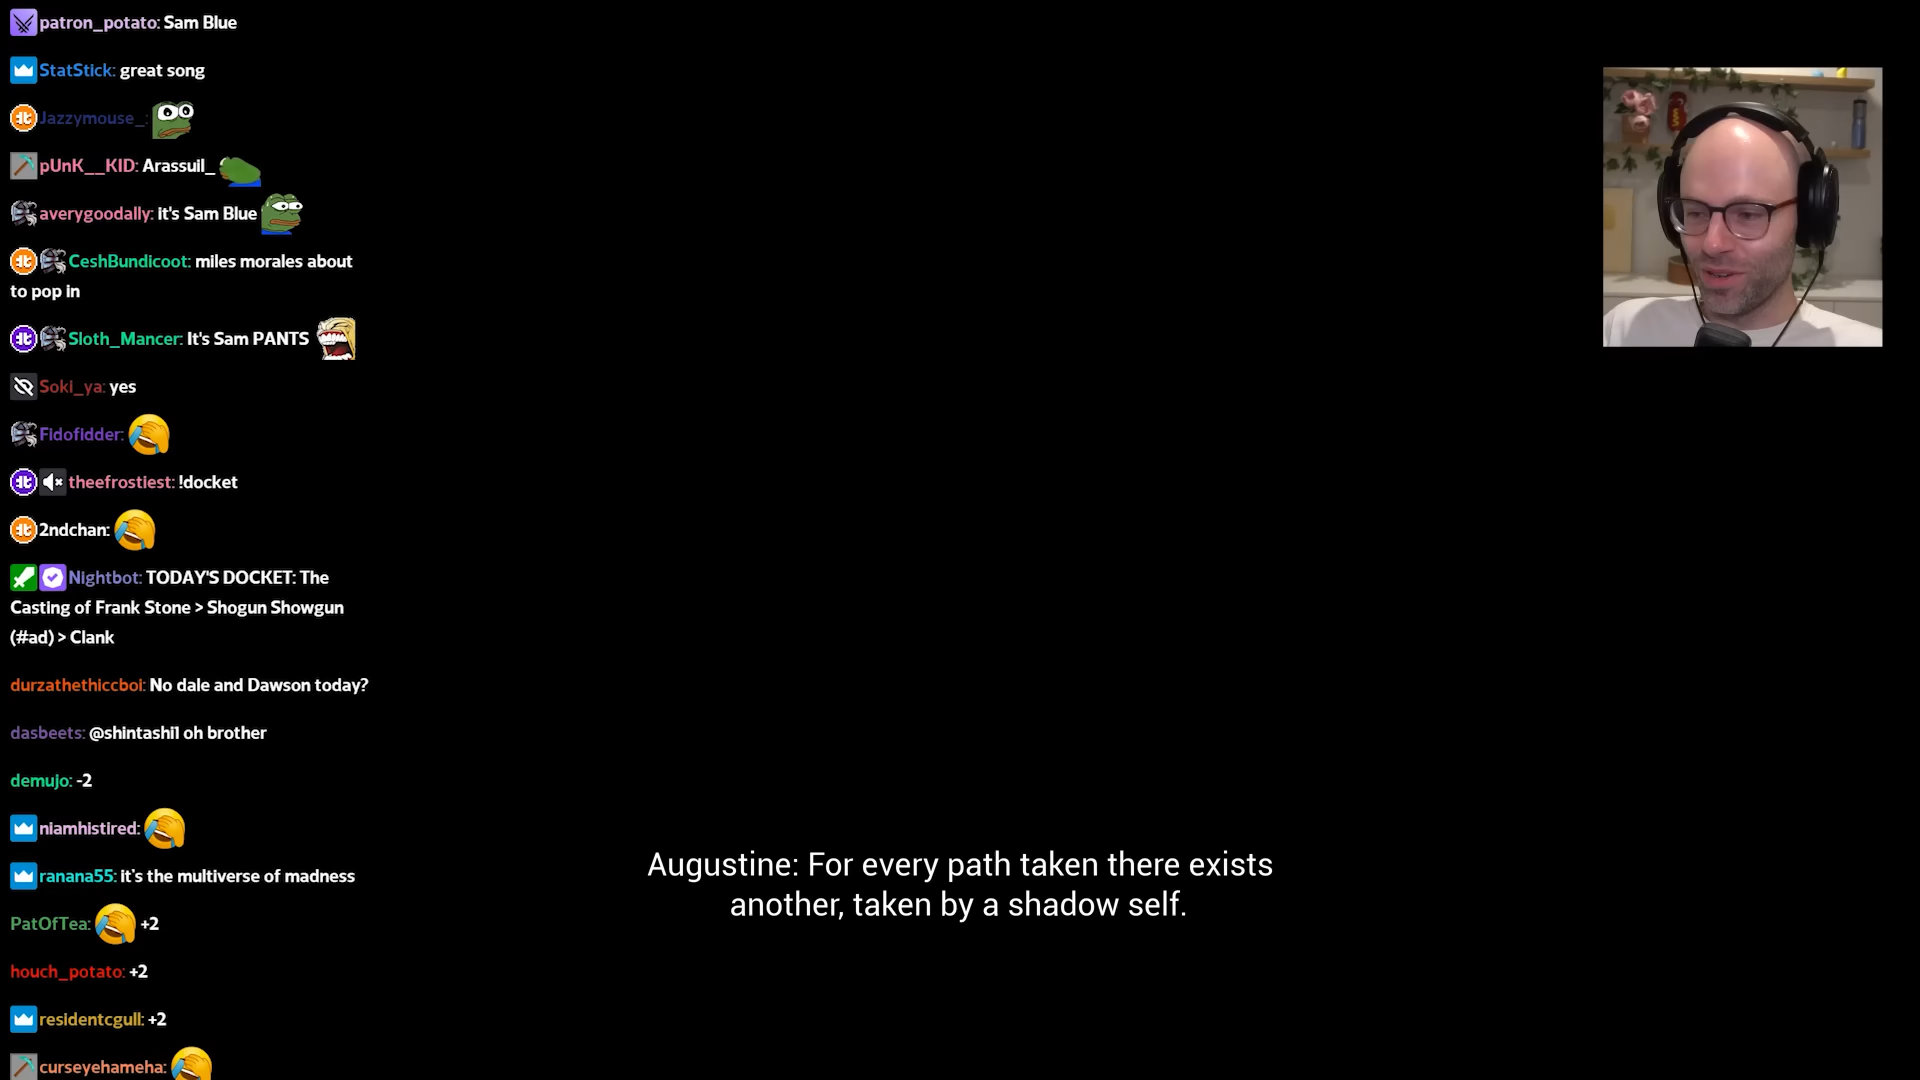 patron_potato: Sam Blue
StatStick: great song
Jazzymouse_:
pUnK__KID: Arassuil_
averygoodally: it's Sam Blue
CeshBundicoot: miles morales about
to pop in
Sloth_Mancer: It's Sam PANTS
Soki_ya: yes
Fidofidder:
theefrostiest: !docket
2ndchan:
Nightbot: TODAY'S DOCKET: The
Casting of Frank Stone > Shogun Showgun
(#ad) > Clank
durzathethiccboi: No dale and Dawson today?
dasbeets: @shintashi1 oh brother
demujo: -2
niamhistired:
ranana55: it's the multiverse of madness
PatOfTea: +2
houch_potato: +2
residentcgull: +2
curseyehameha:
Augustine: For every path taken there exists
another, taken by a shadow self.